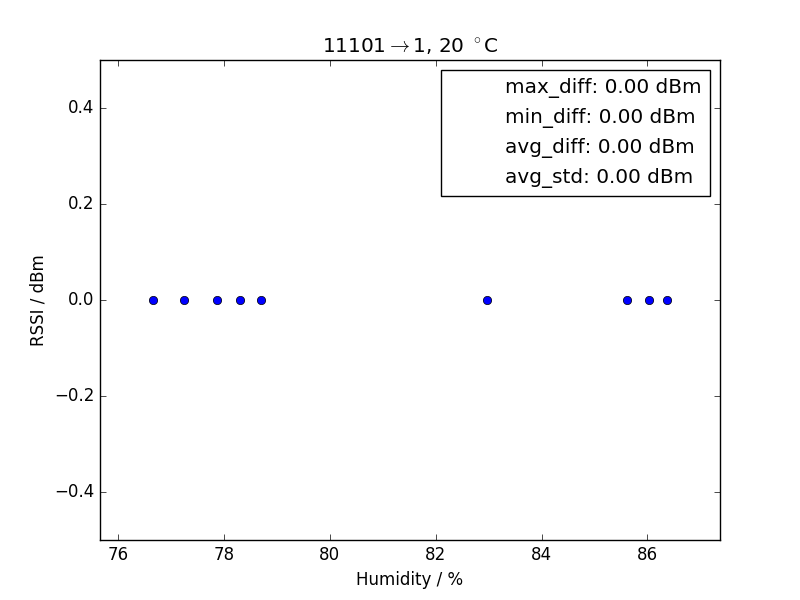 11101→1, 20 °C
max_diff: 0.00 dBm
min_diff: 0.00 dBm
avg_diff: 0.00 dBm
avg_std: 0.00 dBm
RSSI / dBm
0.4
0.2
0.0
−0.2
−0.4
76 78 80 82 84 86
Humidity / %